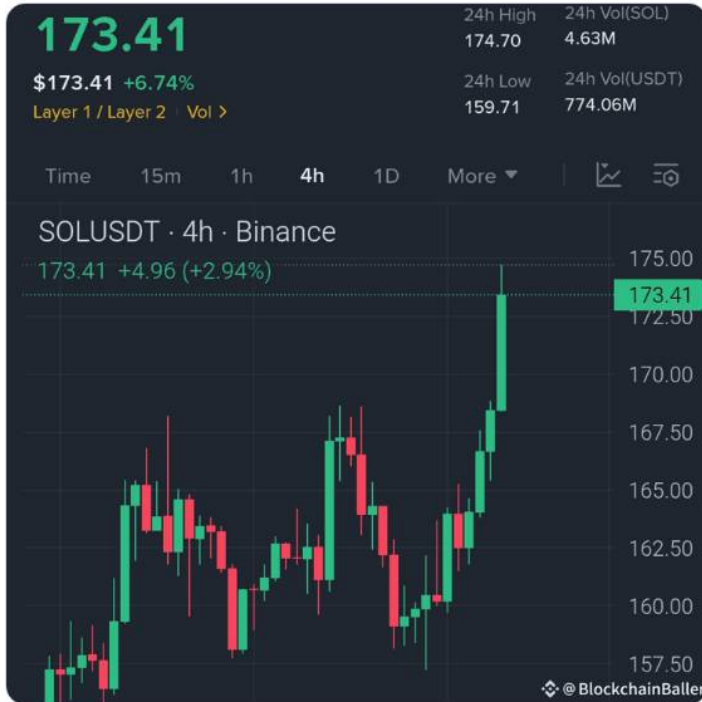 173.41
$173.41 +6.74%
Layer 1 / Layer 2 Vol >
24h High 24h Vol(SOL)
174.70 4.63M
24h Low 24h Vol(USDT)
159.71 774.06M
Time 15m 1h 4h 1D More
SOLUSDT · 4h · Binance
173.41 +4.96 (+2.94%)
175.00
173.41
172.50
170.00
167.50
165.00
162.50
160.00
157.50
@BlockchainBaller